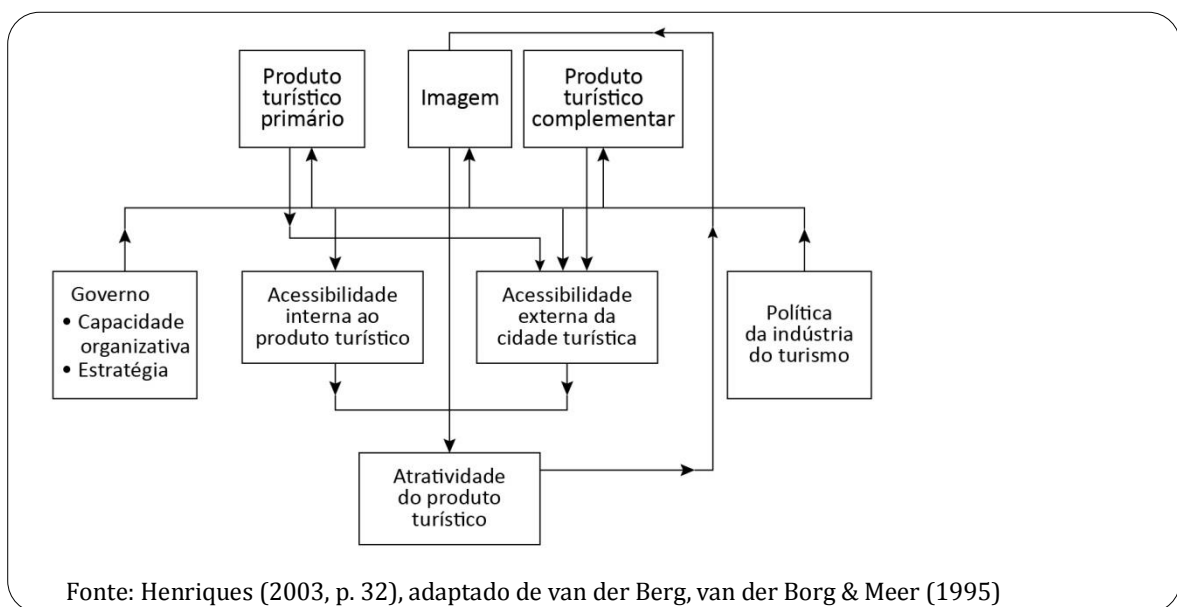 Produto
turístico
primário
Imagem
Produto
turístico
complementar
Governo
• Capacidade
organizativa
• Estratégia
Acessibilidade
interna ao
produto turístico
Acessibilidade
externa da
cidade turística
Política
da indústria
do turismo
Atratividade
do produto
turístico
Fonte: Henriques (2003, p. 32), adaptado de van der Berg, van der Borg & Meer (1995)